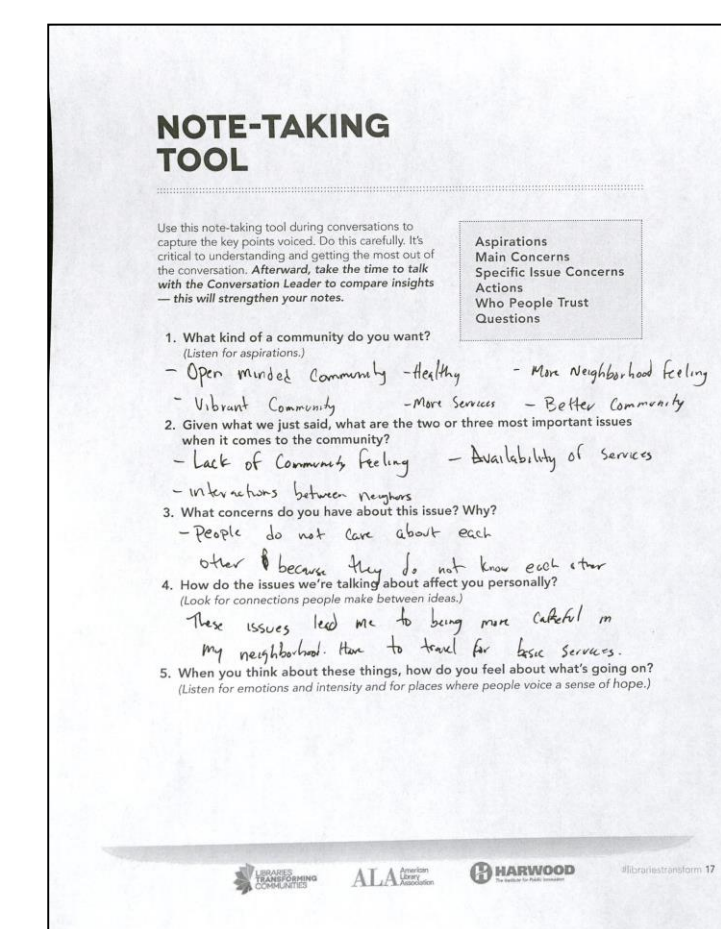 NOTE-TAKING
TOOL
Use this note-taking tool during conversations to
capture the key points voiced. Do this carefully. It's
critical to understanding and getting the most out of
the conversation. Afterward, take the time to talk
with the Conversation Leader to compare insights
— this will strengthen your notes.
Aspirations
Main Concerns
Specific Issue Concerns
Actions
Who People Trust
Questions
1. What kind of a community do you want?
(Listen for aspirations.)
- Open minded Community - Healthy - More Neighborhood Feeling
- Vibrant Community - More Services - Better Community
2. Given what we just said, what are the two or three most important issues
when it comes to the community?
- Lack of Community Feeling - Availability of Services
- interactions between neighors
3. What concerns do you have about this issue? Why?
- People do not care about each
other because they do not know each other
4. How do the issues we're talking about affect you personally?
(Look for connections people make between ideas.)
These issues lead me to being more careful in
my neighborhood. Have to travel for basic services.
5. When you think about these things, how do you feel about what's going on?
(Listen for emotions and intensity and for places where people voice a sense of hope.)
LIBRARIES
TRANSFORMING
COMMUNITIES
ALA American
Library
Association
HARWOOD
The Institute for Public Innovation
#librariestransform 17